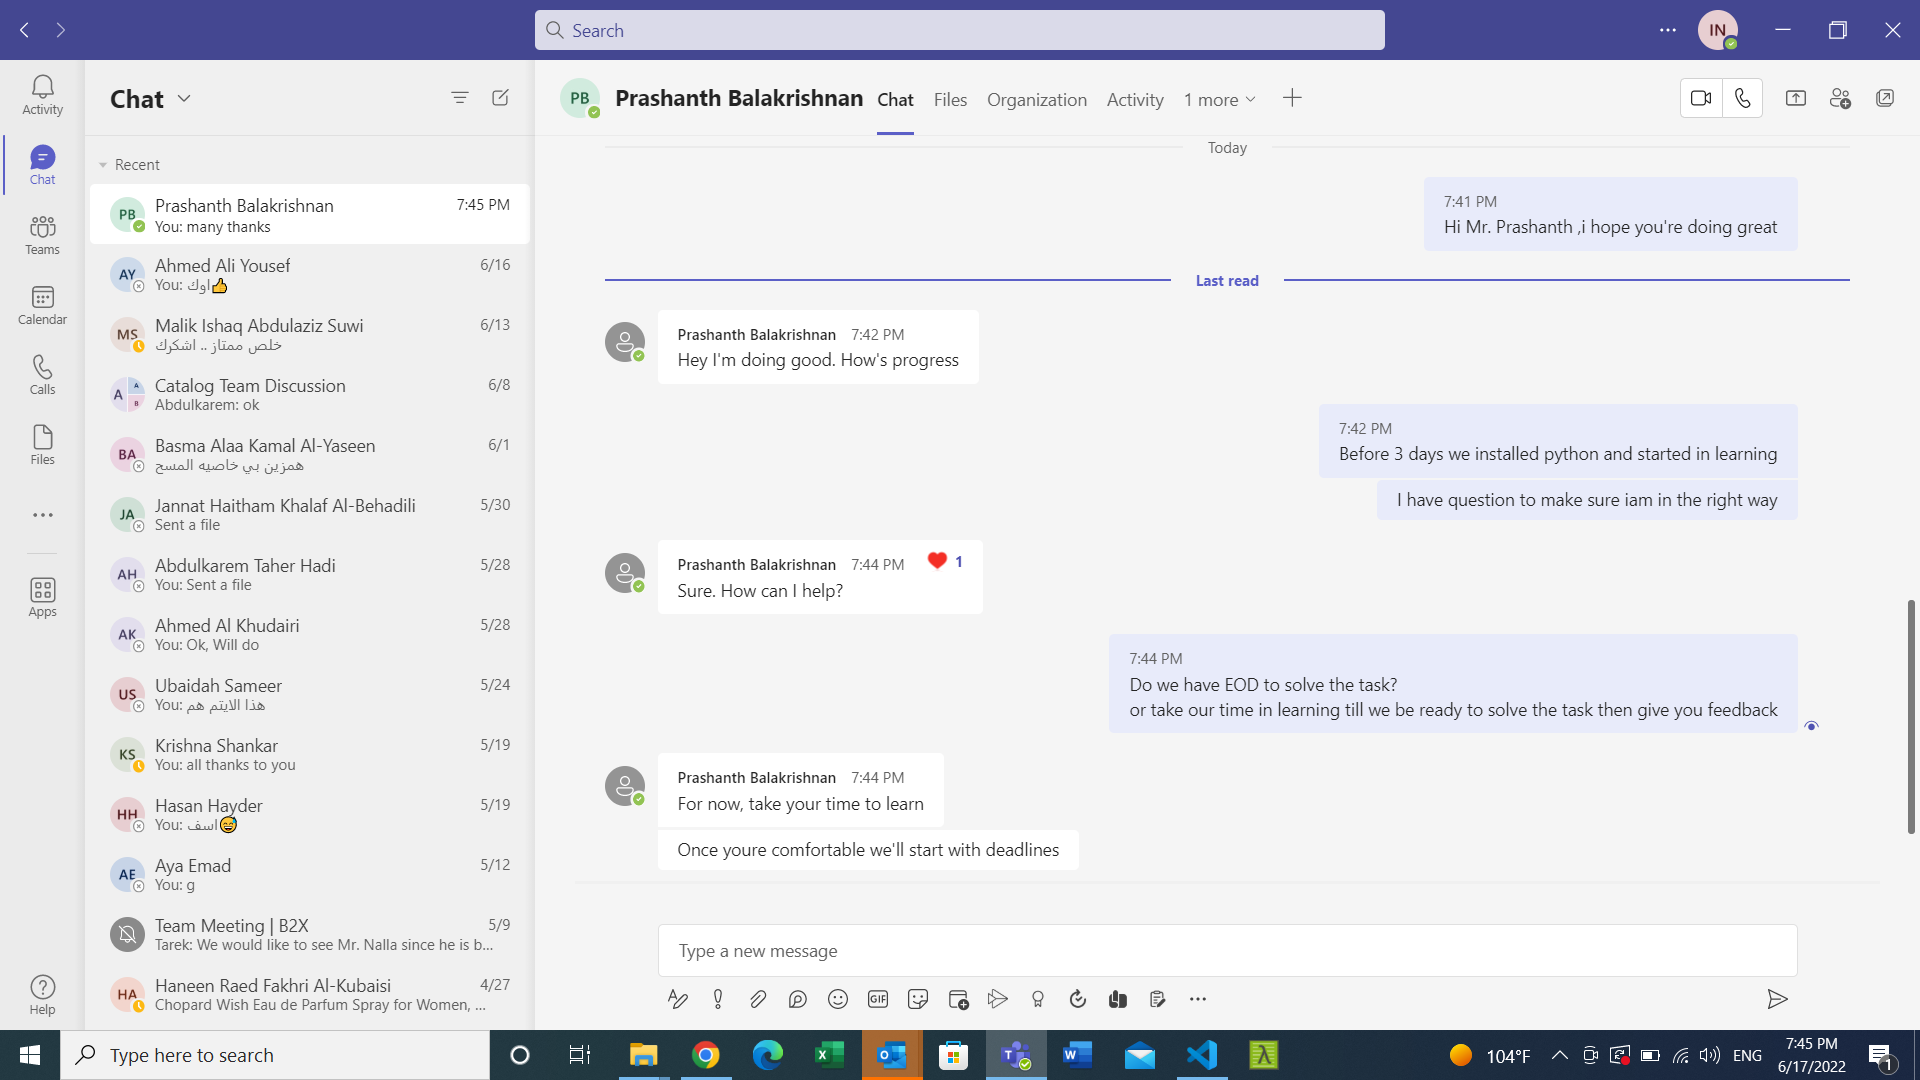 Search
IN
Activity
Chat
Teams
Calendar
Calls
Files
Apps
Help
Chat
Recent
PB
Prashanth Balakrishnan
7:45 PM
You: many thanks
AY
Ahmed Ali Yousef
6/16
You: اوك👍
MS
Malik Ishaq Abdulaziz Suwi
6/13
خلص ممتاز .. اشكرك
A
A
B
Catalog Team Discussion
6/8
Abdulkarem: ok
BA
Basma Alaa Kamal Al-Yaseen
6/1
همزين بي خاصيه المسح
JA
Jannat Haitham Khalaf Al-Behadili
5/30
Sent a file
AH
Abdulkarem Taher Hadi
5/28
You: Sent a file
AK
Ahmed Al Khudairi
5/28
You: Ok, Will do
US
Ubaidah Sameer
5/24
You: هذا الايتم هم
KS
Krishna Shankar
5/19
You: all thanks to you
HH
Hasan Hayder
5/19
You: اسف😅
AE
Aya Emad
5/12
You: g
Team Meeting | B2X
5/9
Tarek: We would like to see Mr. Nalla since he is b...
HA
Haneen Raed Fakhri Al-Kubaisi
4/27
Chopard Wish Eau de Parfum Spray for Women, ...
PB
Prashanth Balakrishnan
Chat
Files
Organization
Activity
1 more
Today
7:41 PM
Hi Mr. Prashanth ,i hope you're doing great
Last read
Prashanth Balakrishnan 7:42 PM
Hey I'm doing good. How's progress
7:42 PM
Before 3 days we installed python and started in learning
I have question to make sure iam in the right way
Prashanth Balakrishnan 7:44 PM ❤️ 1
Sure. How can I help?
7:44 PM
Do we have EOD to solve the task?
or take our time in learning till we be ready to solve the task then give you feedback
Prashanth Balakrishnan 7:44 PM
For now, take your time to learn
Once youre comfortable we'll start with deadlines
Type a new message
GIF
Type here to search
104°F
ENG
7:45 PM
6/17/2022
1